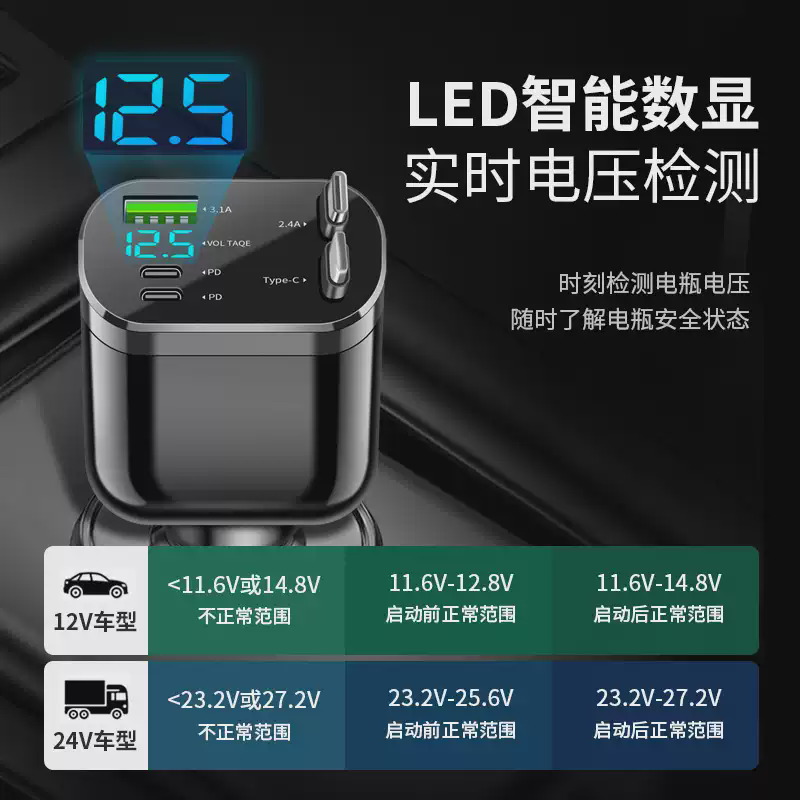 12.5
LED智能数显
实时电压检测
时刻检测电瓶电压
随时了解电瓶安全状态
3.1A
12.5
VOL TAQE
PD
PD
2.4A
Type-C
12V车型
<11.6V或14.8V
不正常范围
11.6V-12.8V
启动前正常范围
11.6V-14.8V
启动后正常范围
24V车型
<23.2V或27.2V
不正常范围
23.2V-25.6V
启动前正常范围
23.2V-27.2V
启动后正常范围